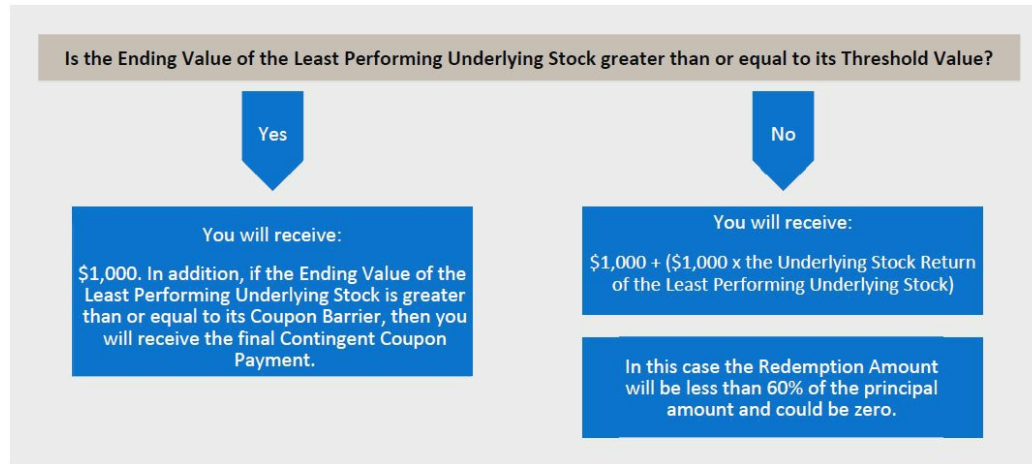 Is the Ending Value of the Least Performing Underlying Stock greater than or equal to its Threshold Value?
Yes
No
You will receive:
$1,000. In addition, if the Ending Value of the
Least Performing Underlying Stock is greater
than or equal to its Coupon Barrier, then you
will receive the final Contingent Coupon
Payment.
You will receive:
$1,000 + ($1,000 x the Underlying Stock Return
of the Least Performing Underlying Stock)
In this case the Redemption Amount
will be less than 60% of the principal
amount and could be zero.